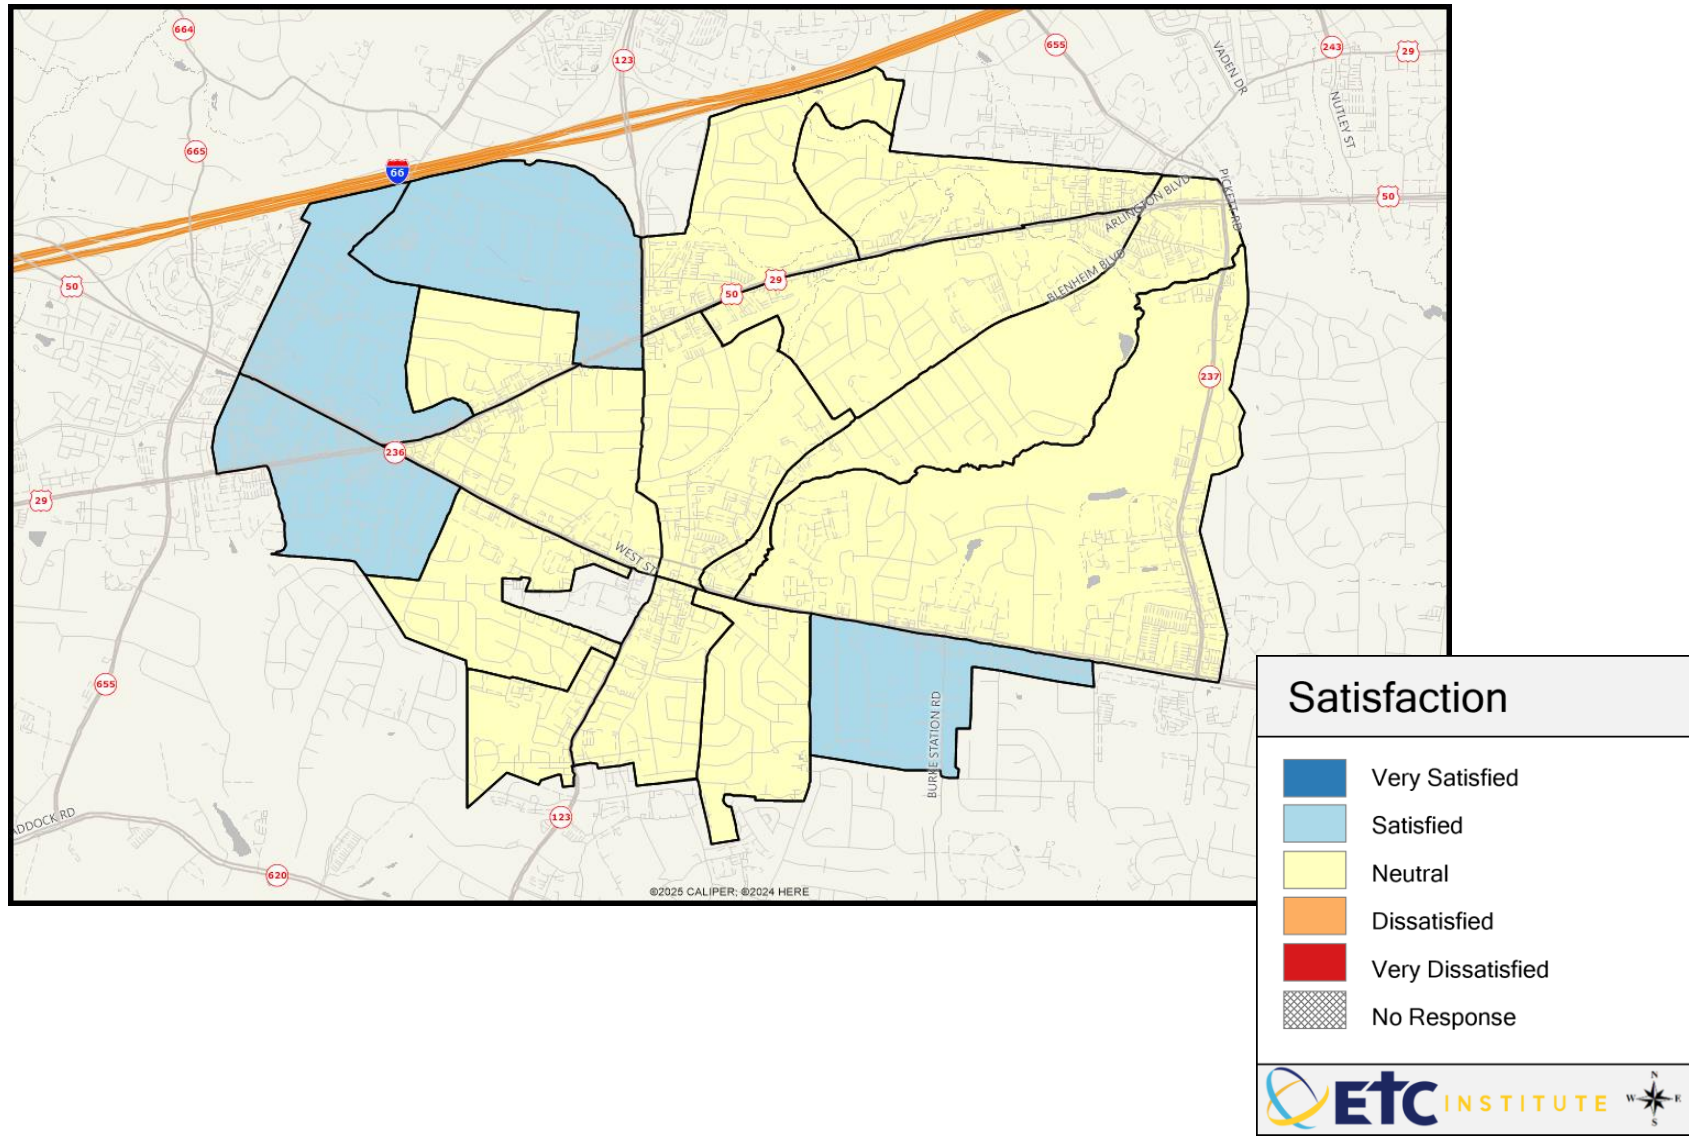 664
123
655
VADEN DR
243
29
NUTLEY ST
665
66
PICKETT RD
50
ARLINGTON BLVD
50
29
50
BLENHEIM BLVD
237
236
29
WEST ST
655
BURKE STATION RD
123
ADDOCK RD
620
©2025 CALIPER; ©2024 HERE
Satisfaction
Very Satisfied
Satisfied
Neutral
Dissatisfied
Very Dissatisfied
No Response
ETC INSTITUTE
N
W E
S